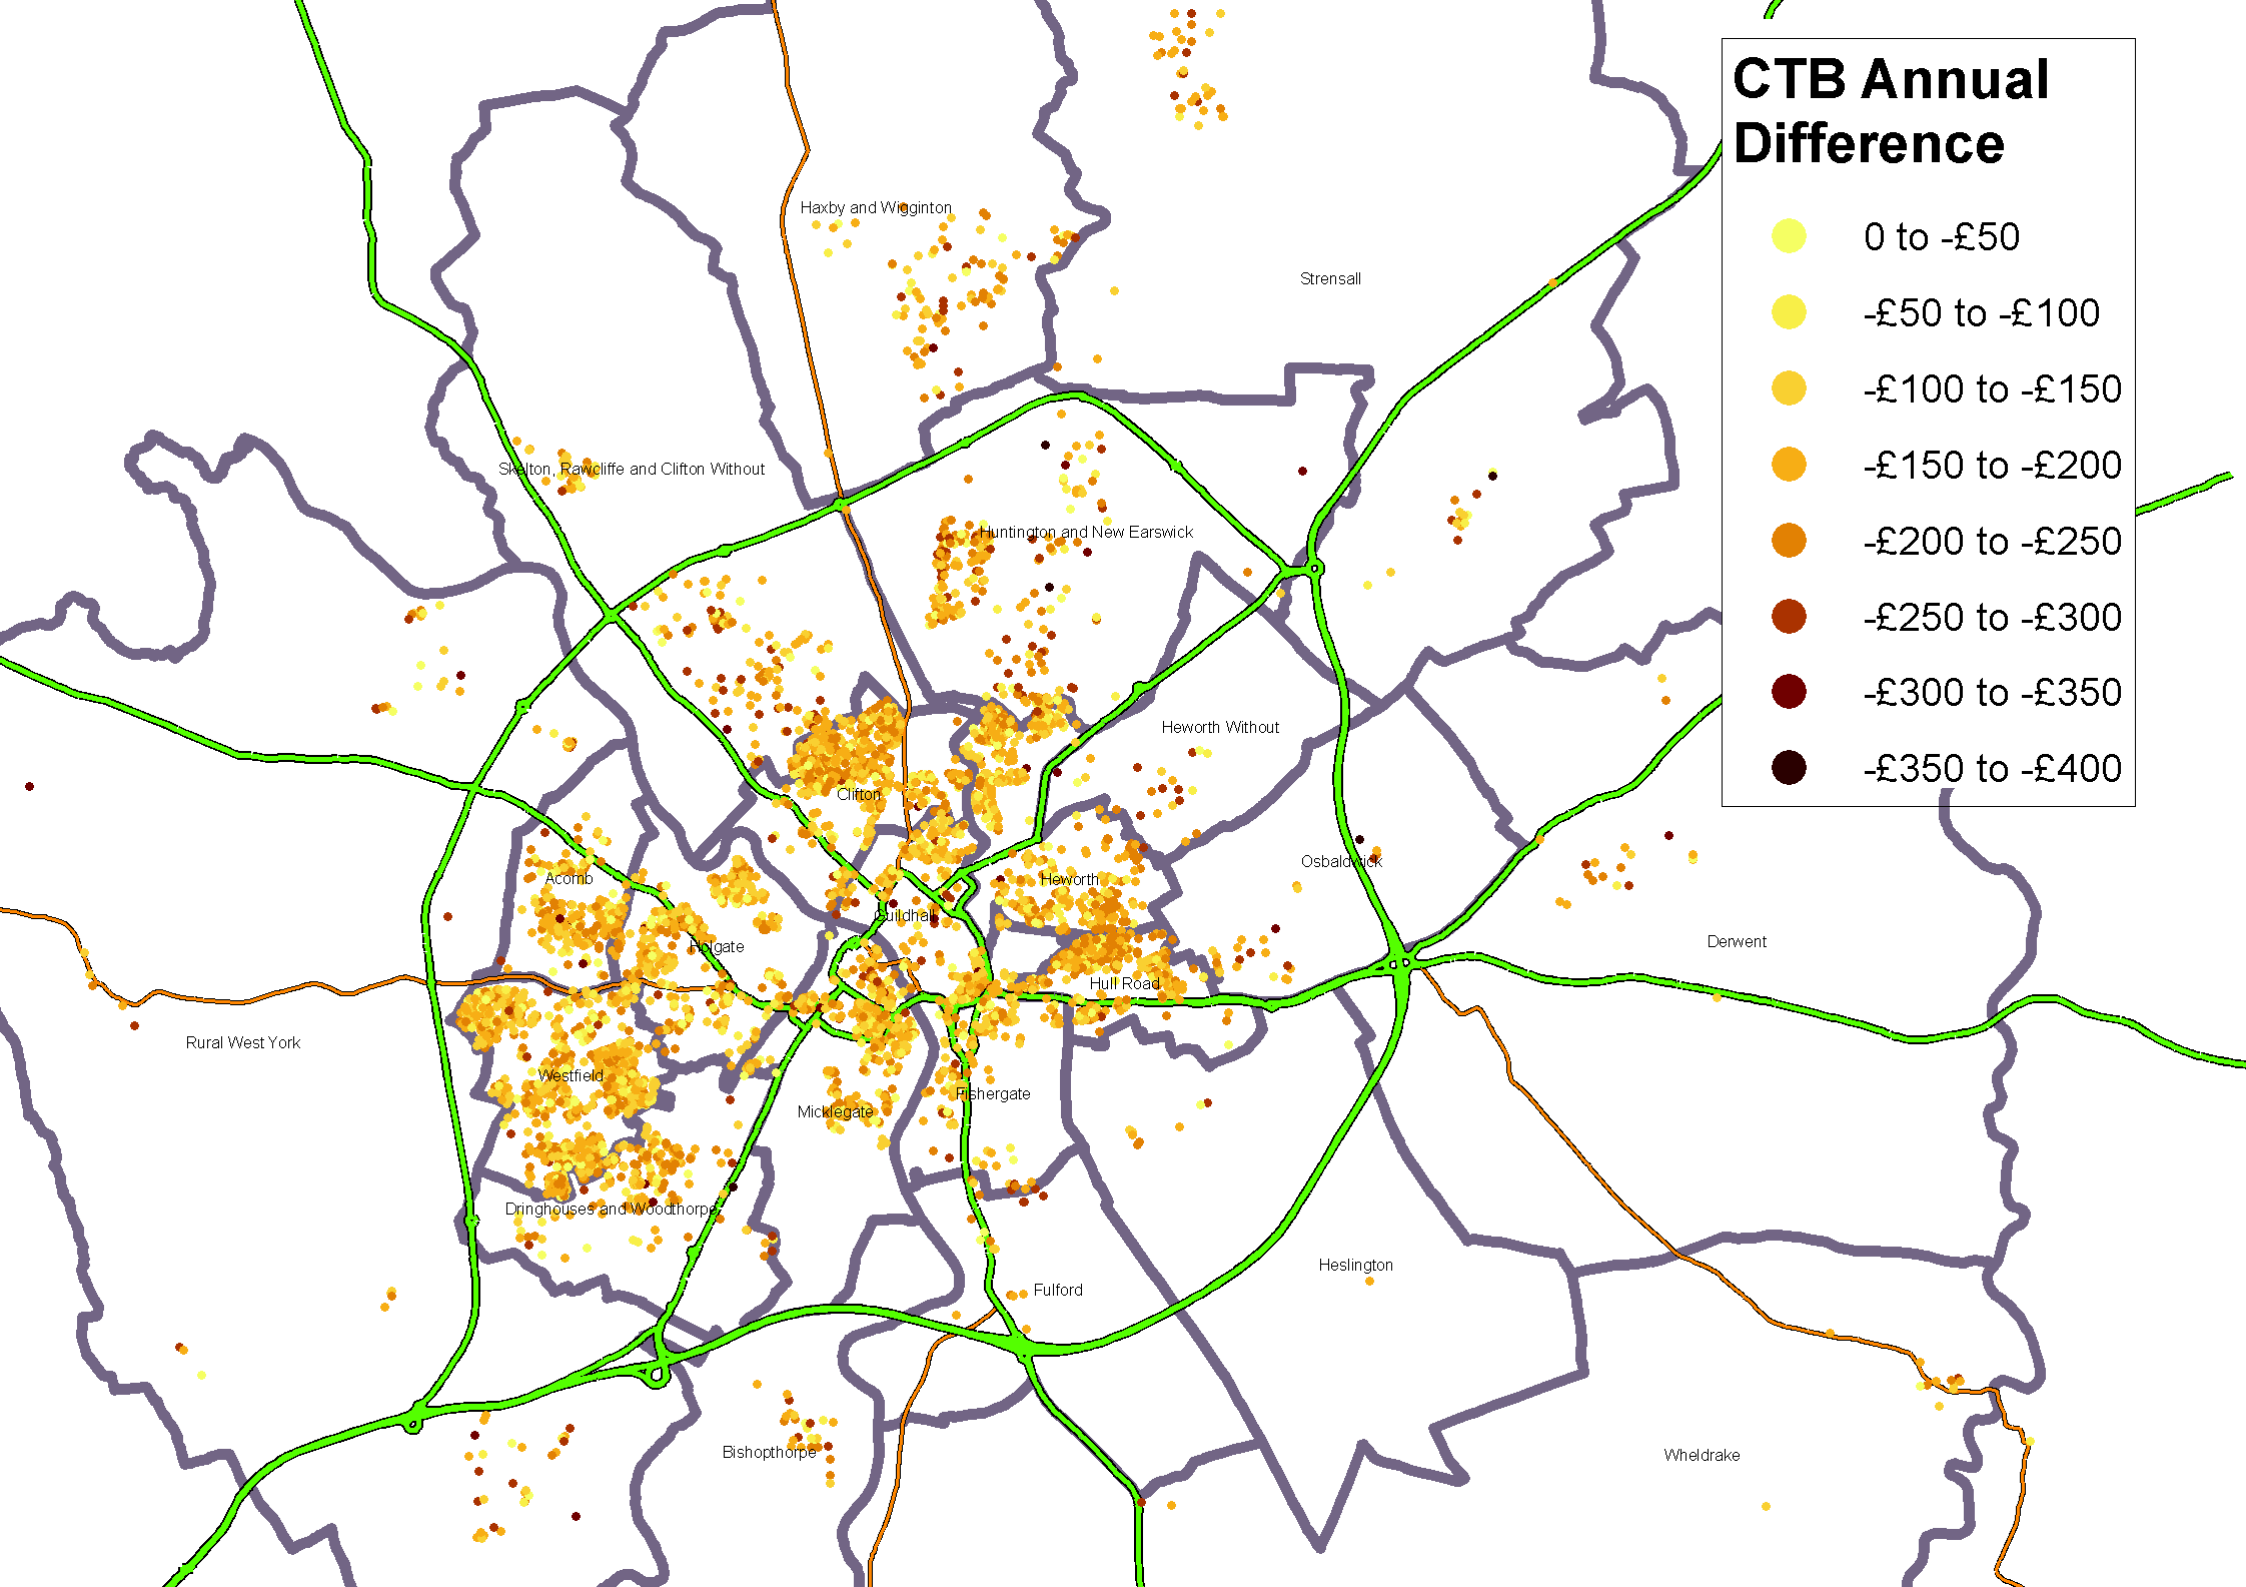 CTB Annual
Difference
0 to -£50
-£50 to -£100
-£100 to -£150
-£150 to -£200
-£200 to -£250
-£250 to -£300
-£300 to -£350
-£350 to -£400
Haxby and Wigginton
Strensall
Skelton, Rawcliffe and Clifton Without
Huntington and New Earswick
Heworth Without
Clifton
Osbaldwick
Acomb
Heworth
Guildhall
Holgate
Derwent
Hull Road
Rural West York
Westfield
Fishergate
Micklegate
Dringhouses and Woodthorpe
Heslington
Fulford
Bishopthorpe
Wheldrake